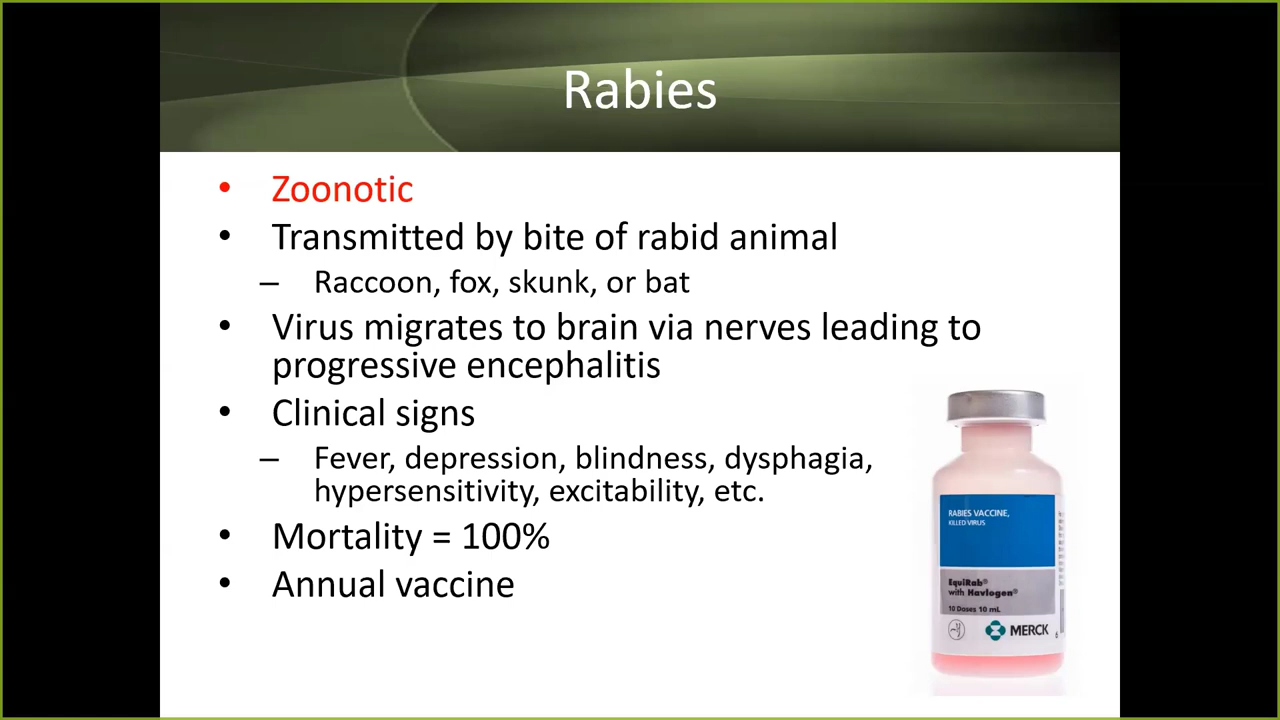 Rabies
• Zoonotic
• Transmitted by bite of rabid animal
– Raccoon, fox, skunk, or bat
• Virus migrates to brain via nerves leading to
progressive encephalitis
• Clinical signs
– Fever, depression, blindness, dysphagia,
hypersensitivity, excitability, etc.
• Mortality = 100%
• Annual vaccine
RABIES VACCINE,
KILLED VIRUS
EquiRab®
with Havlogen®
10 Doses 10 mL
MERCK